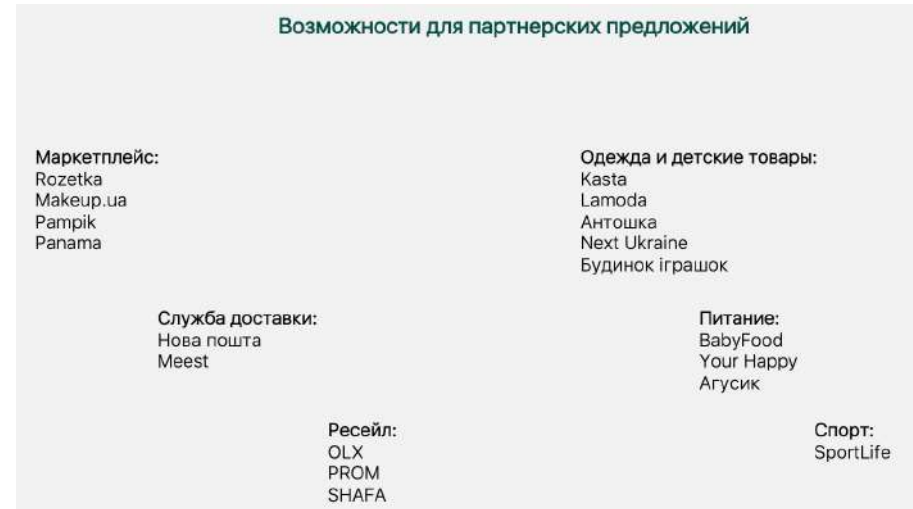 Возможности для партнерских предложений
Маркетплейс:
Rozetka
Makeup.ua
Pampik
Panama
Одежда и детские товары:
Kasta
Lamoda
Антошка
Next Ukraine
Будинок іграшок
Служба доставки:
Нова пошта
Meest
Питание:
BabyFood
Your Happy
Агусик
Ресейл:
OLX
PROM
SHAFA
Спорт:
SportLife